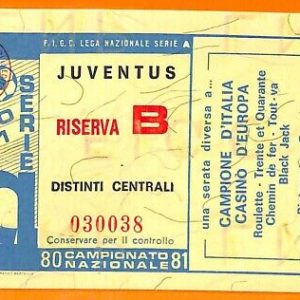 F.I.G.C. LEGA NAZIONALE SERIE A
JUVENTUS
RISERVA B
DISTINTI CENTRALI
030038
Conservare per il controllo
80 CAMPIONATO NAZIONALE 81
SERIE
una serata diversa a...
CAMPIONE D'ITALIA
CASINO D'EUROPA
Roulette - Trente et Quarante
Chemin de fer - Tout-va
Black Jack